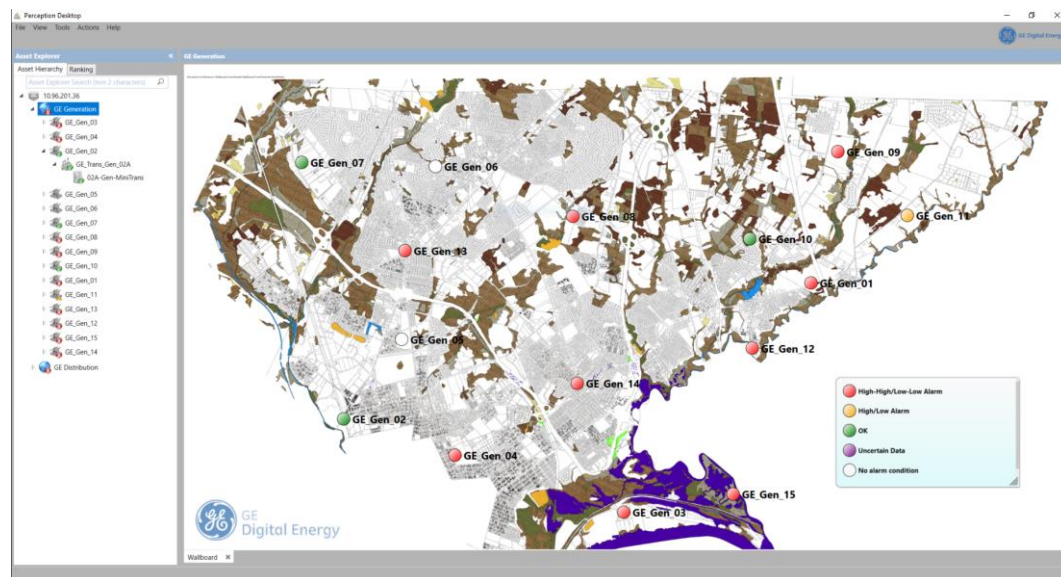 Perception Desktop
File View Tools Actions Help
GE Digital Energy
Asset Explorer
GE Generation
Asset Hierarchy Ranking
Asset Explorer Search (min 2 characters)
10.96.201.36
GE Generation
GE_Gen_03
GE_Gen_04
GE_Gen_02
GE_Trans_Gen_02A
02A-Gen-MiniTrans
GE_Gen_05
GE_Gen_06
GE_Gen_07
GE_Gen_08
GE_Gen_09
GE_Gen_10
GE_Gen_01
GE_Gen_11
GE_Gen_13
GE_Gen_12
GE_Gen_15
GE_Gen_14
GE Distribution
GE_Gen_09
GE_Gen_07
GE_Gen_06
GE_Gen_08
GE_Gen_11
GE_Gen_10
GE_Gen_13
GE_Gen_01
GE_Gen_05
GE_Gen_12
GE_Gen_14
GE_Gen_02
GE_Gen_04
GE_Gen_15
GE_Gen_03
High-High/Low-Low Alarm
High/Low Alarm
OK
Uncertain Data
No alarm condition
GE
Digital Energy
Wallboard